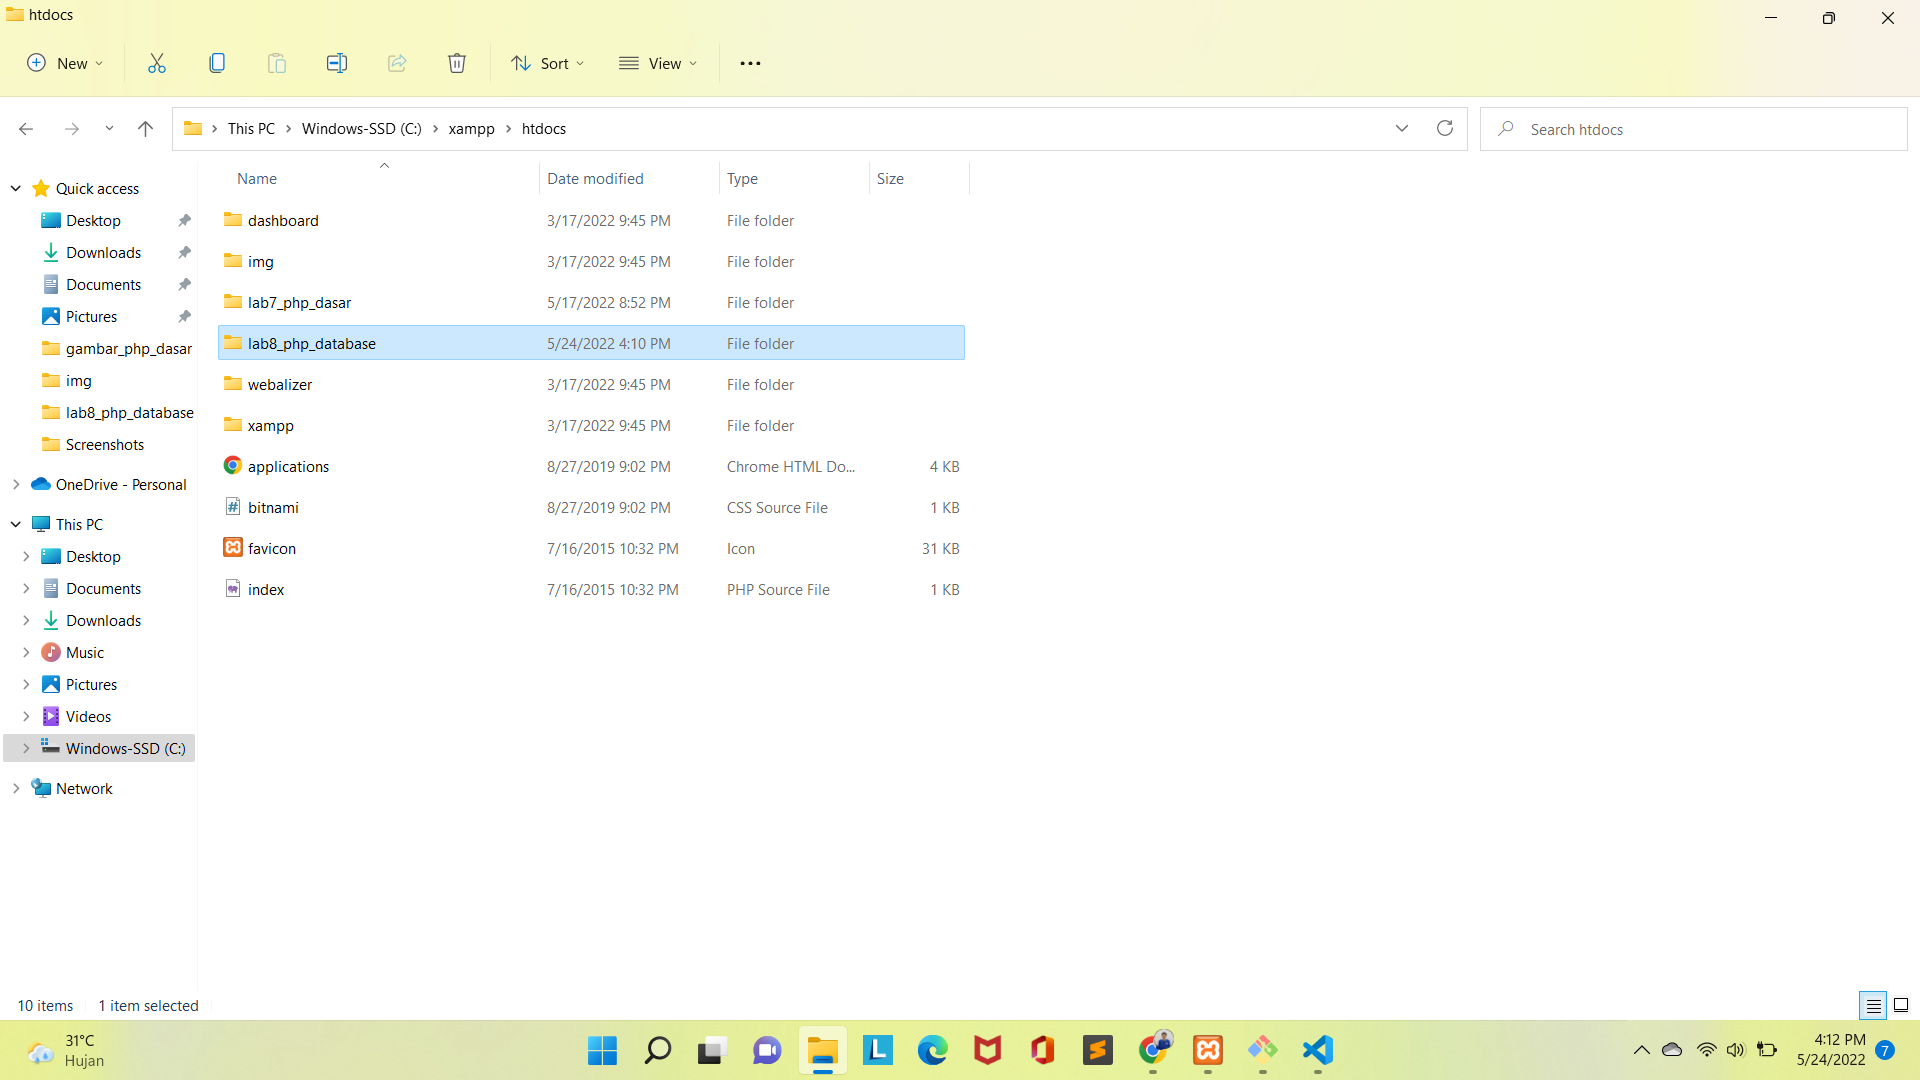 htdocs
New
Sort
View
This PC
Windows-SSD (C:)
xampp
htdocs
Search htdocs
Name Date modified Type Size
dashboard 3/17/2022 9:45 PM File folder
img 3/17/2022 9:45 PM File folder
lab7_php_dasar 5/17/2022 8:52 PM File folder
lab8_php_database 5/24/2022 4:10 PM File folder
webalizer 3/17/2022 9:45 PM File folder
xampp 3/17/2022 9:45 PM File folder
applications 8/27/2019 9:02 PM Chrome HTML Do... 4 KB
bitnami 8/27/2019 9:02 PM CSS Source File 1 KB
favicon 7/16/2015 10:32 PM Icon 31 KB
index 7/16/2015 10:32 PM PHP Source File 1 KB
Quick access
Desktop
Downloads
Documents
Pictures
gambar_php_dasar
img
lab8_php_database
Screenshots
OneDrive - Personal
This PC
Desktop
Documents
Downloads
Music
Pictures
Videos
Windows-SSD (C:)
Network
10 items 1 item selected
31°C
Hujan
4:12 PM
5/24/2022
7